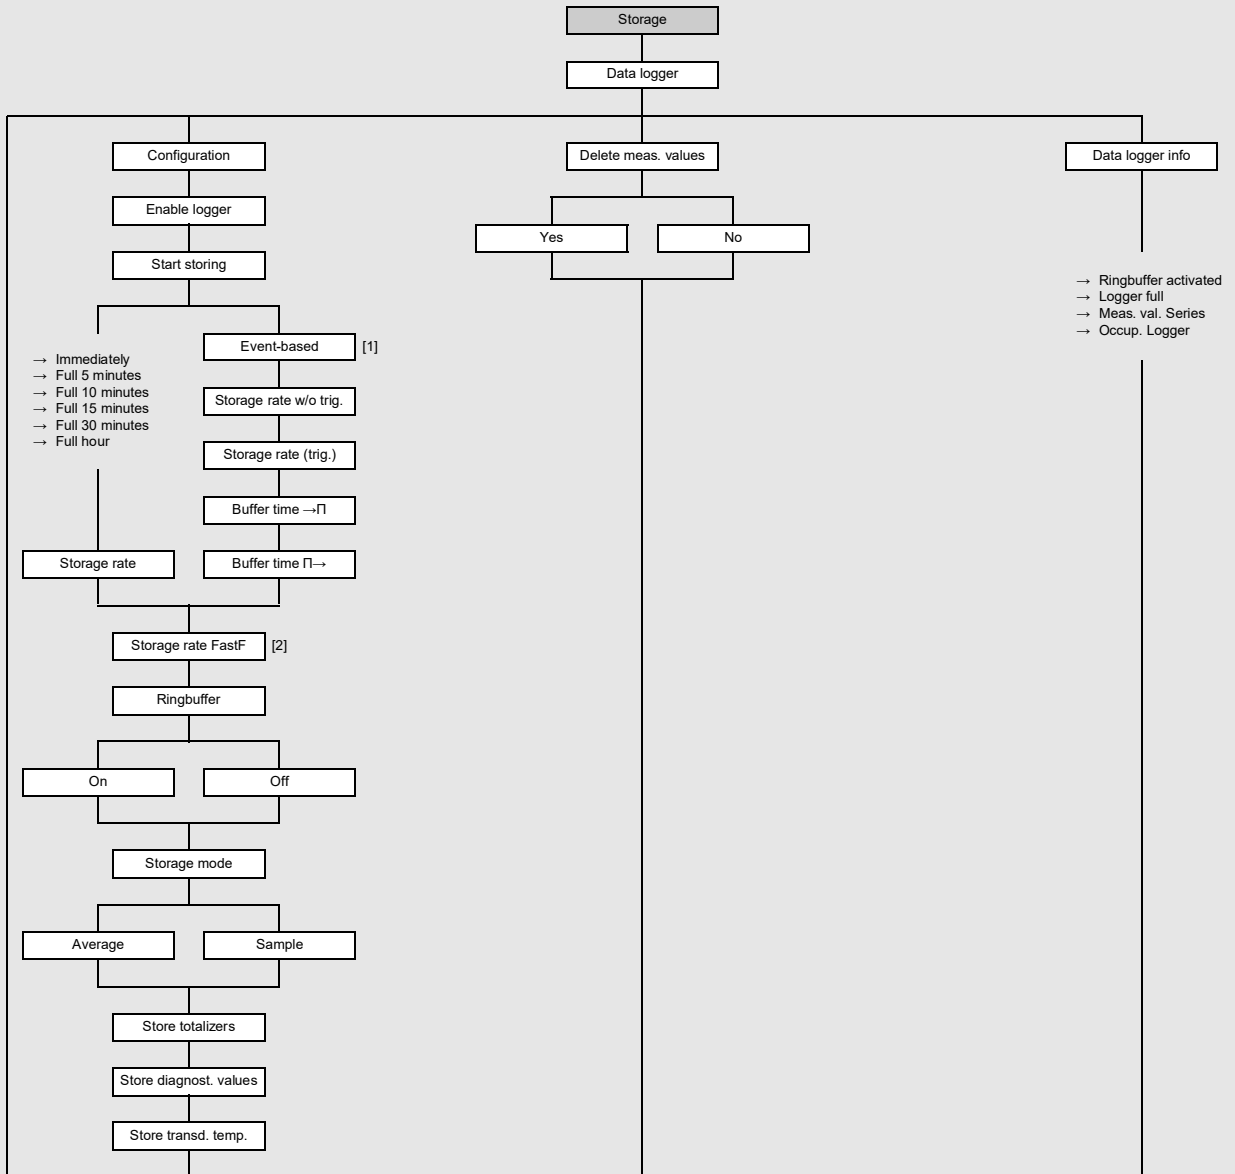 Storage
Data logger
Configuration
Delete meas. values
Data logger info
Enable logger
Yes
No
Start storing
→ Ringbuffer activated
→ Logger full
→ Meas. val. Series
→ Occup. Logger
→ Immediately
→ Full 5 minutes
→ Full 10 minutes
→ Full 15 minutes
→ Full 30 minutes
→ Full hour
Event-based [1]
Storage rate w/o trig.
Storage rate (trig.)
Buffer time →Π
Storage rate
Buffer time Π→
Storage rate FastF [2]
Ringbuffer
On
Off
Storage mode
Average
Sample
Store totalizers
Store diagnost. values
Store transd. temp.